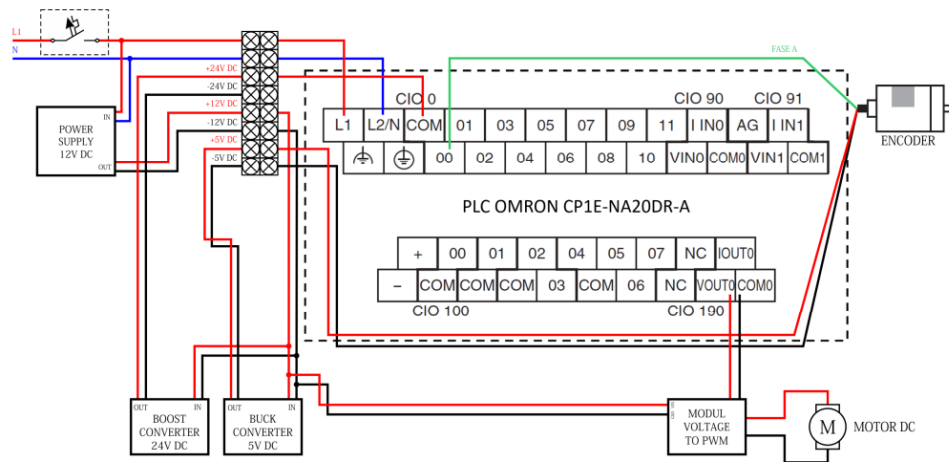 L1
N
+24V DC
-24V DC
+12V DC
-12V DC
+5V DC
-5V DC
IN
POWER
SUPPLY
12V DC
OUT
FASE A
ENCODER
CIO 0
CIO 90
CIO 91
L1 L2/N COM 01 03 05 07 09 11 I IN0 AG I IN1
00 02 04 06 08 10 VIN0 COM0 VIN1 COM1
PLC OMRON CP1E-NA20DR-A
+ 00 01 02 04 05 07 NC IOUT0
− COM COM COM 03 COM 06 NC VOUT0 COM0
CIO 100
CIO 190
OUT IN
BOOST
CONVERTER
24V DC
OUT IN
BUCK
CONVERTER
5V DC
MODUL
VOLTAGE
TO PWM
M
MOTOR DC